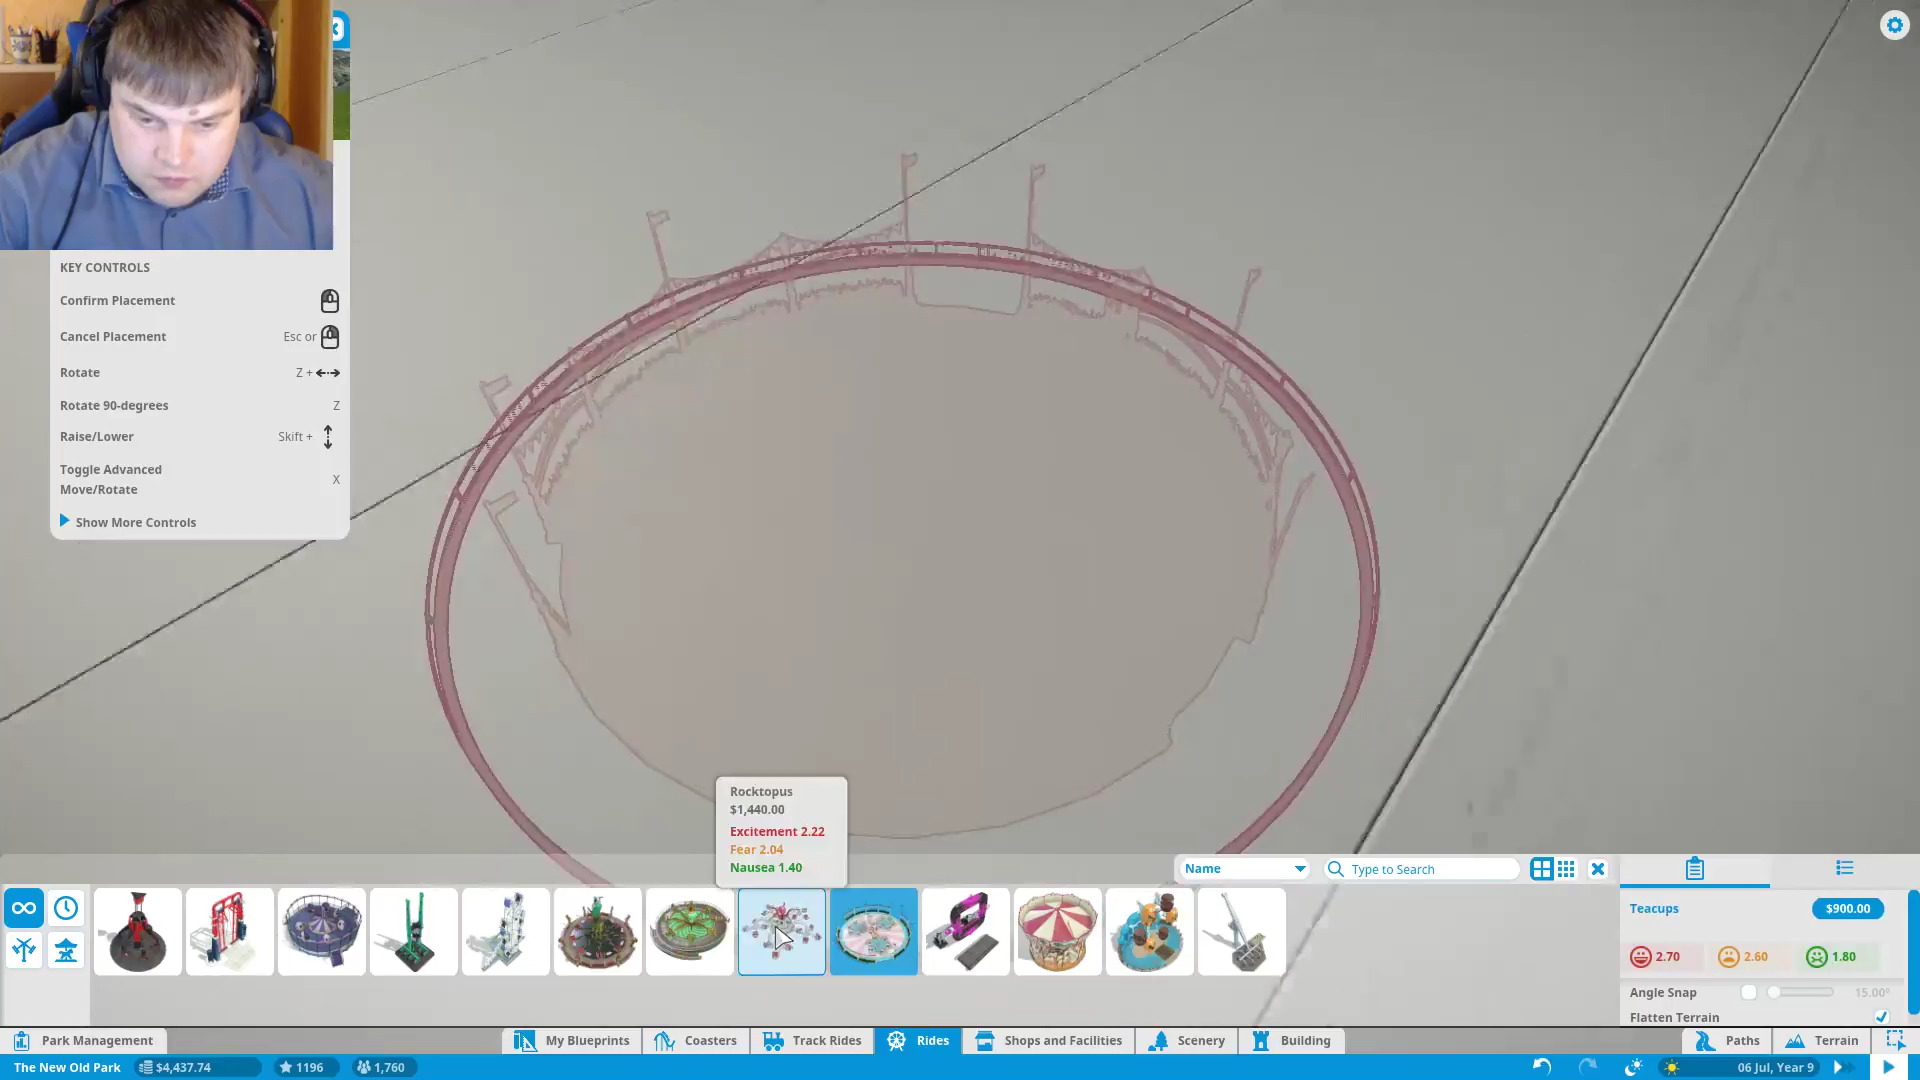 KEY CONTROLS
Confirm Placement
Cancel Placement Esc or
Rotate Z +
Rotate 90-degrees Z
Raise/Lower Skift +
Toggle Advanced
Move/Rotate X
Show More Controls
Rocktopus
$1,440.00
Excitement 2.22
Fear 2.04
Nausea 1.40
Name
Type to Search
Teacups $900.00
2.70 2.60 1.80
Angle Snap 15.00°
Flatten Terrain
Park Management
My Blueprints
Coasters
Track Rides
Rides
Shops and Facilities
Scenery
Building
Paths
Terrain
The New Old Park $4,437.74 1196 1,760 06 Jul, Year 9